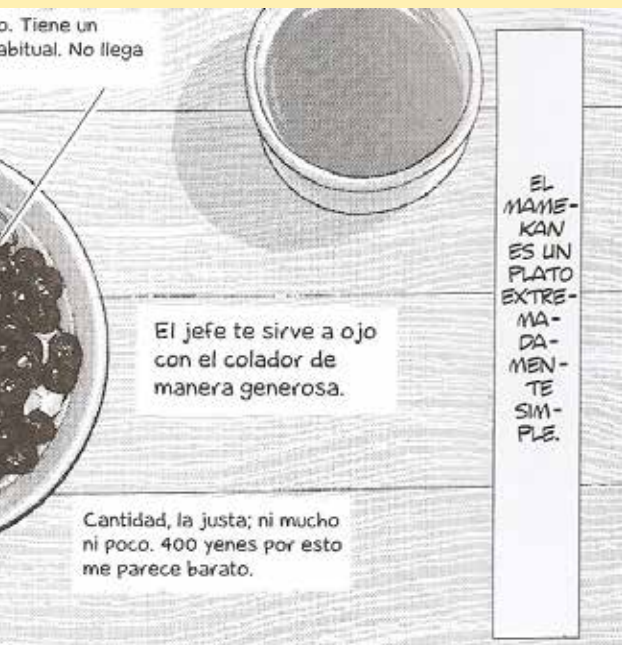 o. Tiene un
abitual. No llega
El jefe te sirve a ojo
con el colador de
manera generosa.
Cantidad, la justa; ni mucho
ni poco. 400 yenes por esto
me parece barato.
EL
MAME-
KAN
ES UN
PLATO
EXTRE-
MA-
DA-
MEN-
TE
SIM-
PLE.